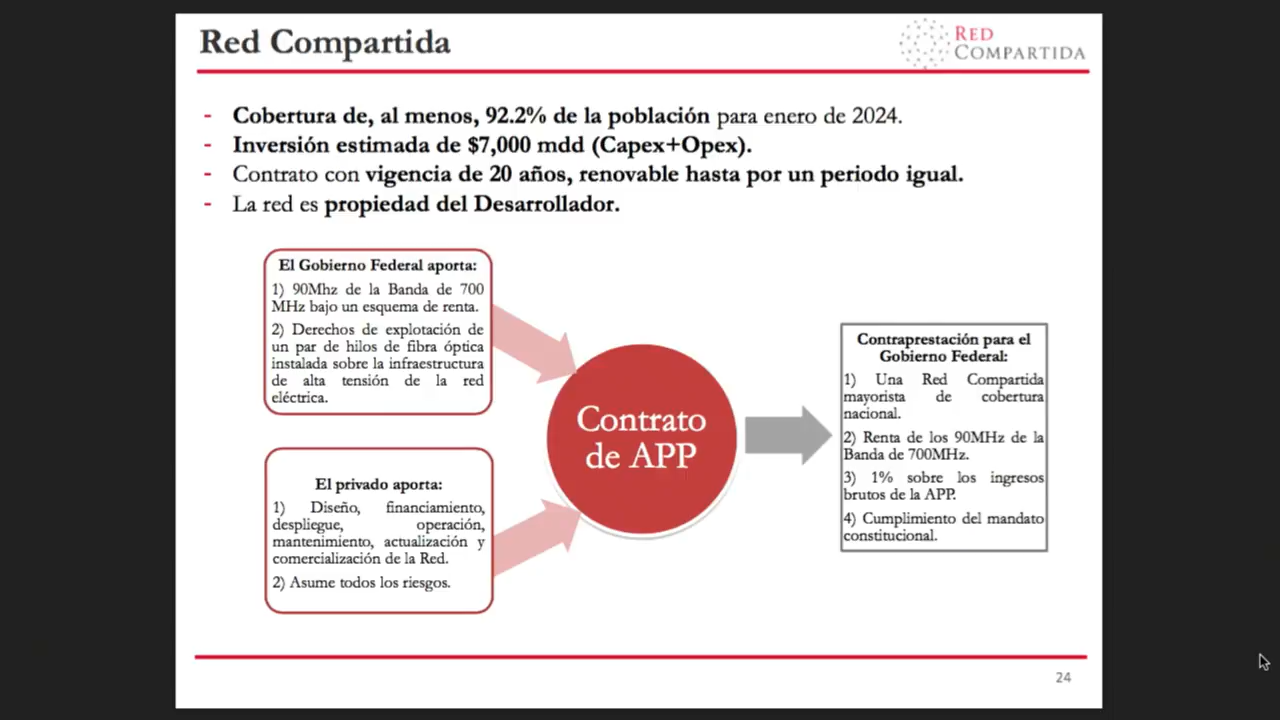 Red Compartida
RED
COMPARTIDA
- Cobertura de, al menos, 92.2% de la población para enero de 2024.
- Inversión estimada de $7,000 mdd (Capex+Opex).
- Contrato con vigencia de 20 años, renovable hasta por un periodo igual.
- La red es propiedad del Desarrollador.
El Gobierno Federal aporta:
1) 90Mhz de la Banda de 700
MHz bajo un esquema de renta.
2) Derechos de explotación de
un par de hilos de fibra óptica
instalada sobre la infraestructura
de alta tensión de la red
eléctrica.
El privado aporta:
1) Diseño, financiamiento,
despliegue, operación,
mantenimiento, actualización y
comercialización de la Red.
2) Asume todos los riesgos.
Contrato
de APP
Contraprestación para el
Gobierno Federal:
1) Una Red Compartida
mayorista de cobertura
nacional.
2) Renta de los 90MHz de la
Banda de 700MHz.
3) 1% sobre los ingresos
brutos de la APP.
4) Cumplimiento del mandato
constitucional.
24